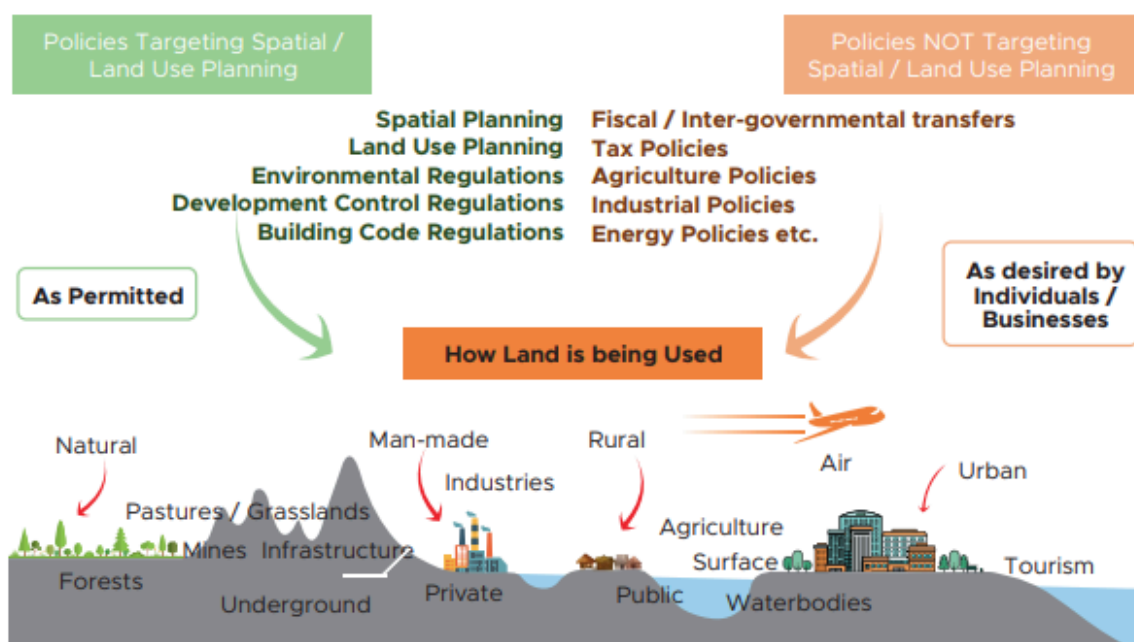 Policies Targeting Spatial /
Land Use Planning
Policies NOT Targeting
Spatial / Land Use Planning
Spatial Planning
Land Use Planning
Environmental Regulations
Development Control Regulations
Building Code Regulations
Fiscal / Inter-governmental transfers
Tax Policies
Agriculture Policies
Industrial Policies
Energy Policies etc.
As Permitted
As desired by
Individuals /
Businesses
How Land is being Used
Natural
Man-made
Rural
Air
Urban
Industries
Pastures / Grasslands
Agriculture
Mines
Infrastructure
Surface
Tourism
Forests
Underground
Private
Public
Waterbodies